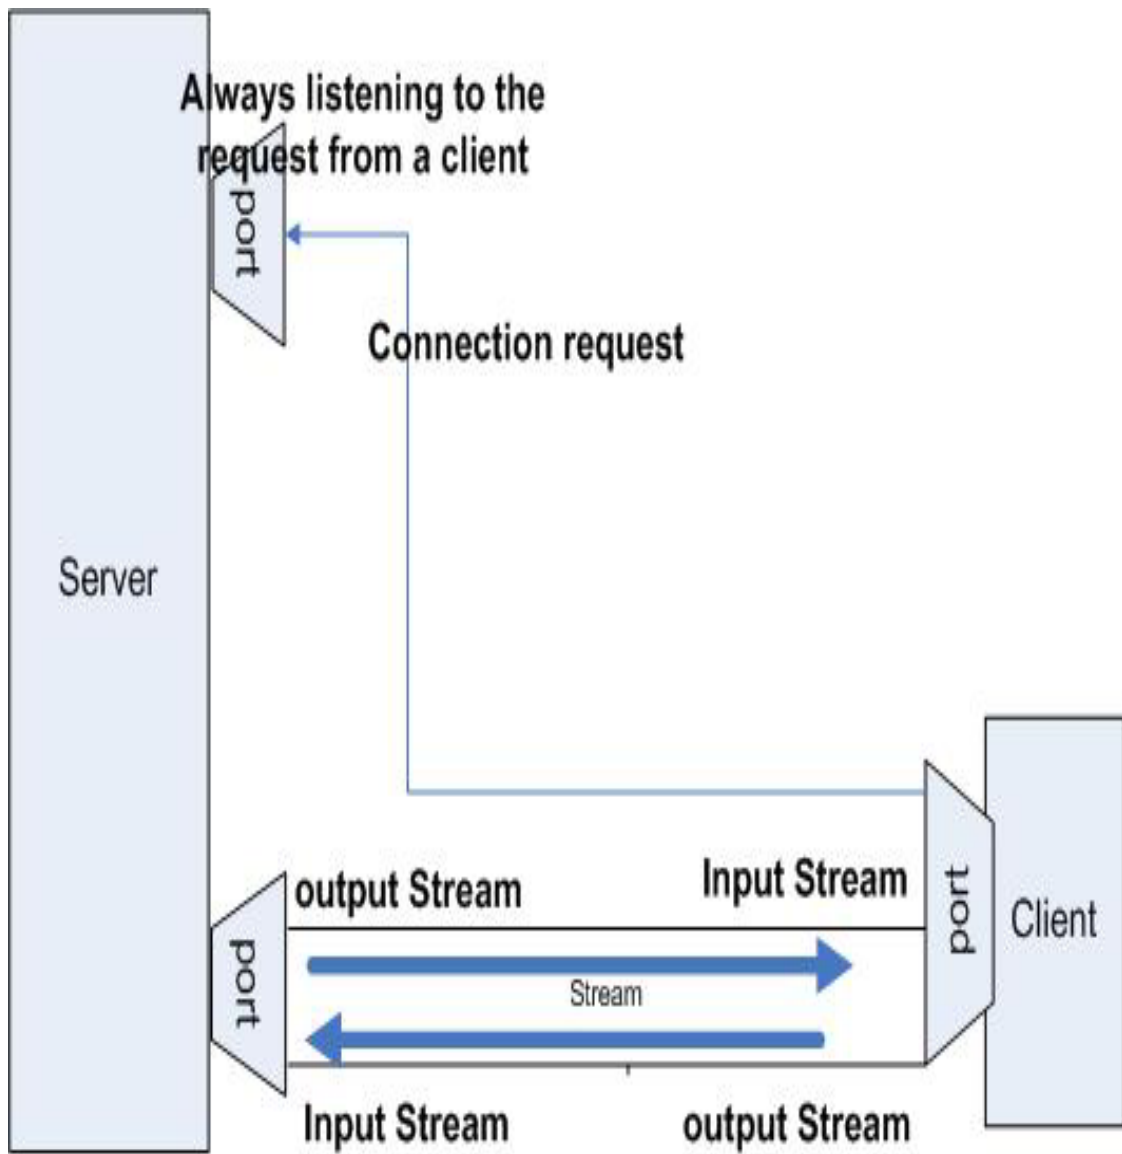 Always listening to the
request from a client
port
Connection request
Server
output Stream
Input Stream
port
port
Client
Stream
Input Stream
output Stream